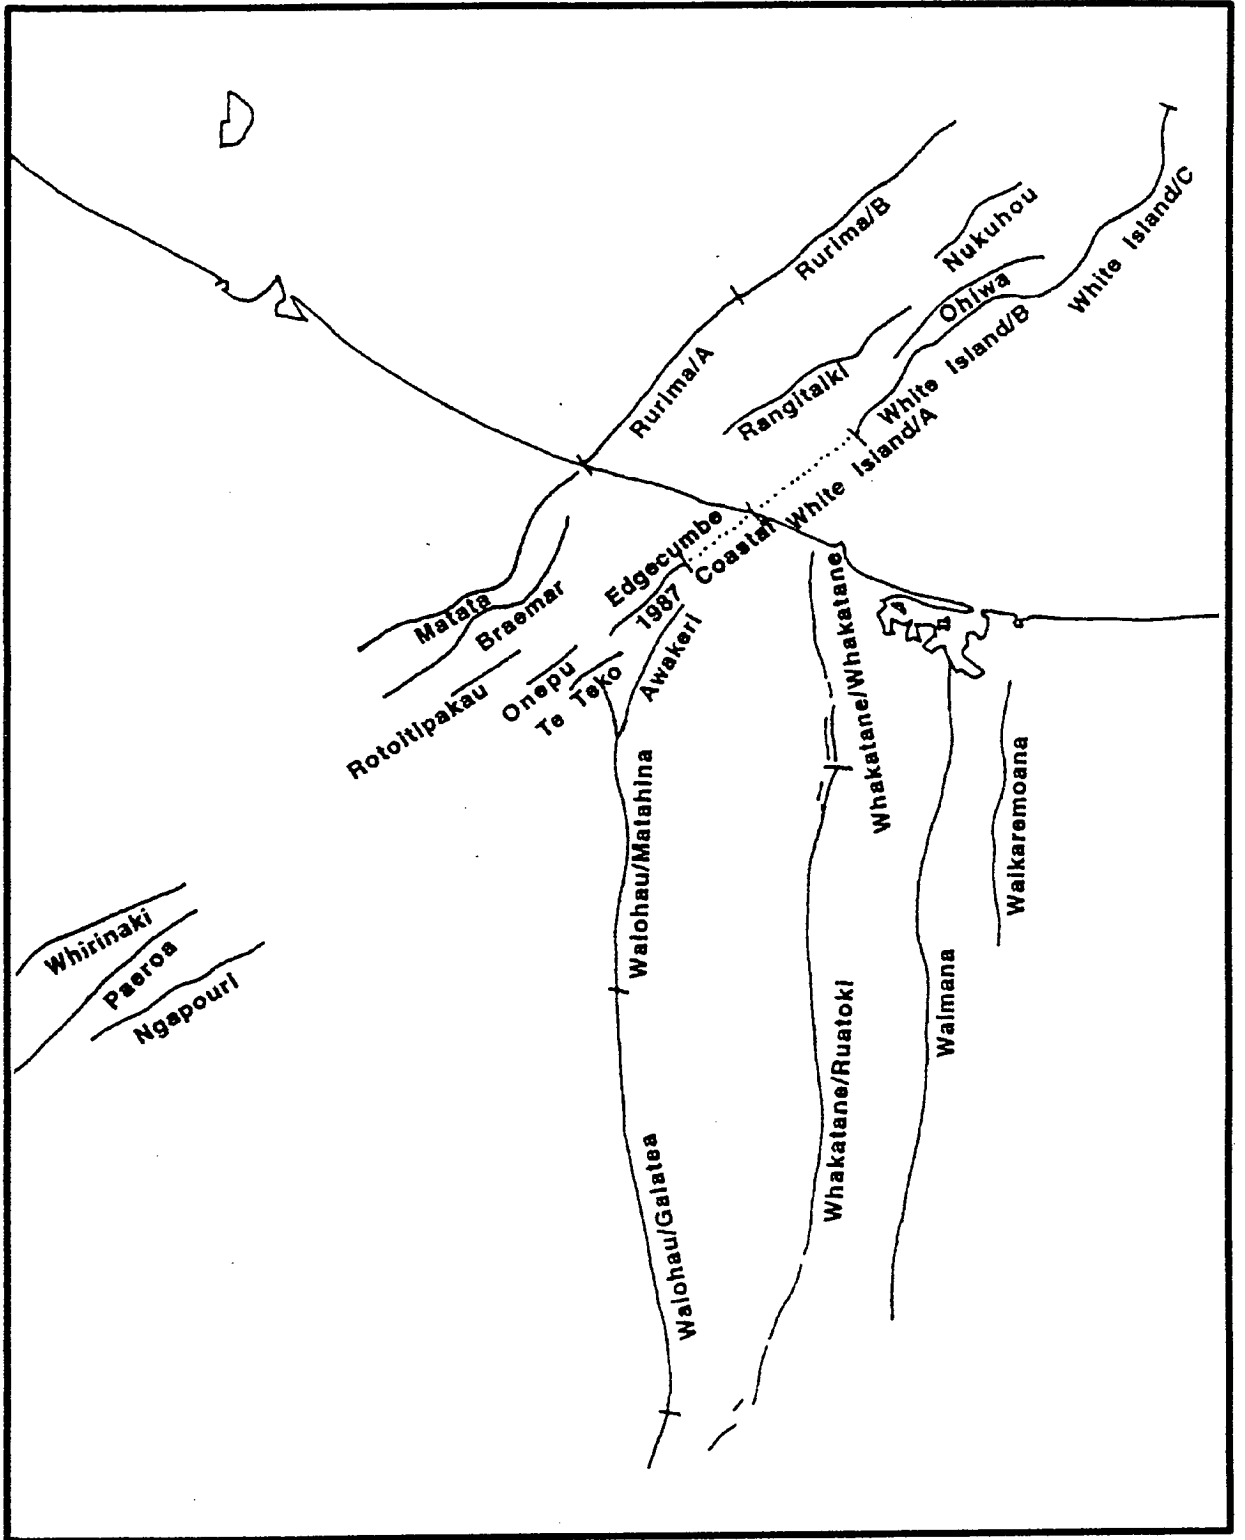 Rurima/B
Nukuhou
White Island/C
Ohiwa
Rurima/A
White Island/B
Rangitaiki
White Island/A
Edgecumbe
Coastal
1987
Matata
Braemar
Awakeri
Onepu
Te Teko
Rotoitipakau
Whakatane/Whakatane
Waiohau/Matahina
Waikaremoana
Whirinaki
Paeroa
Ngapouri
Waimana
Whakatane/Ruatoki
Waiohau/Galatea